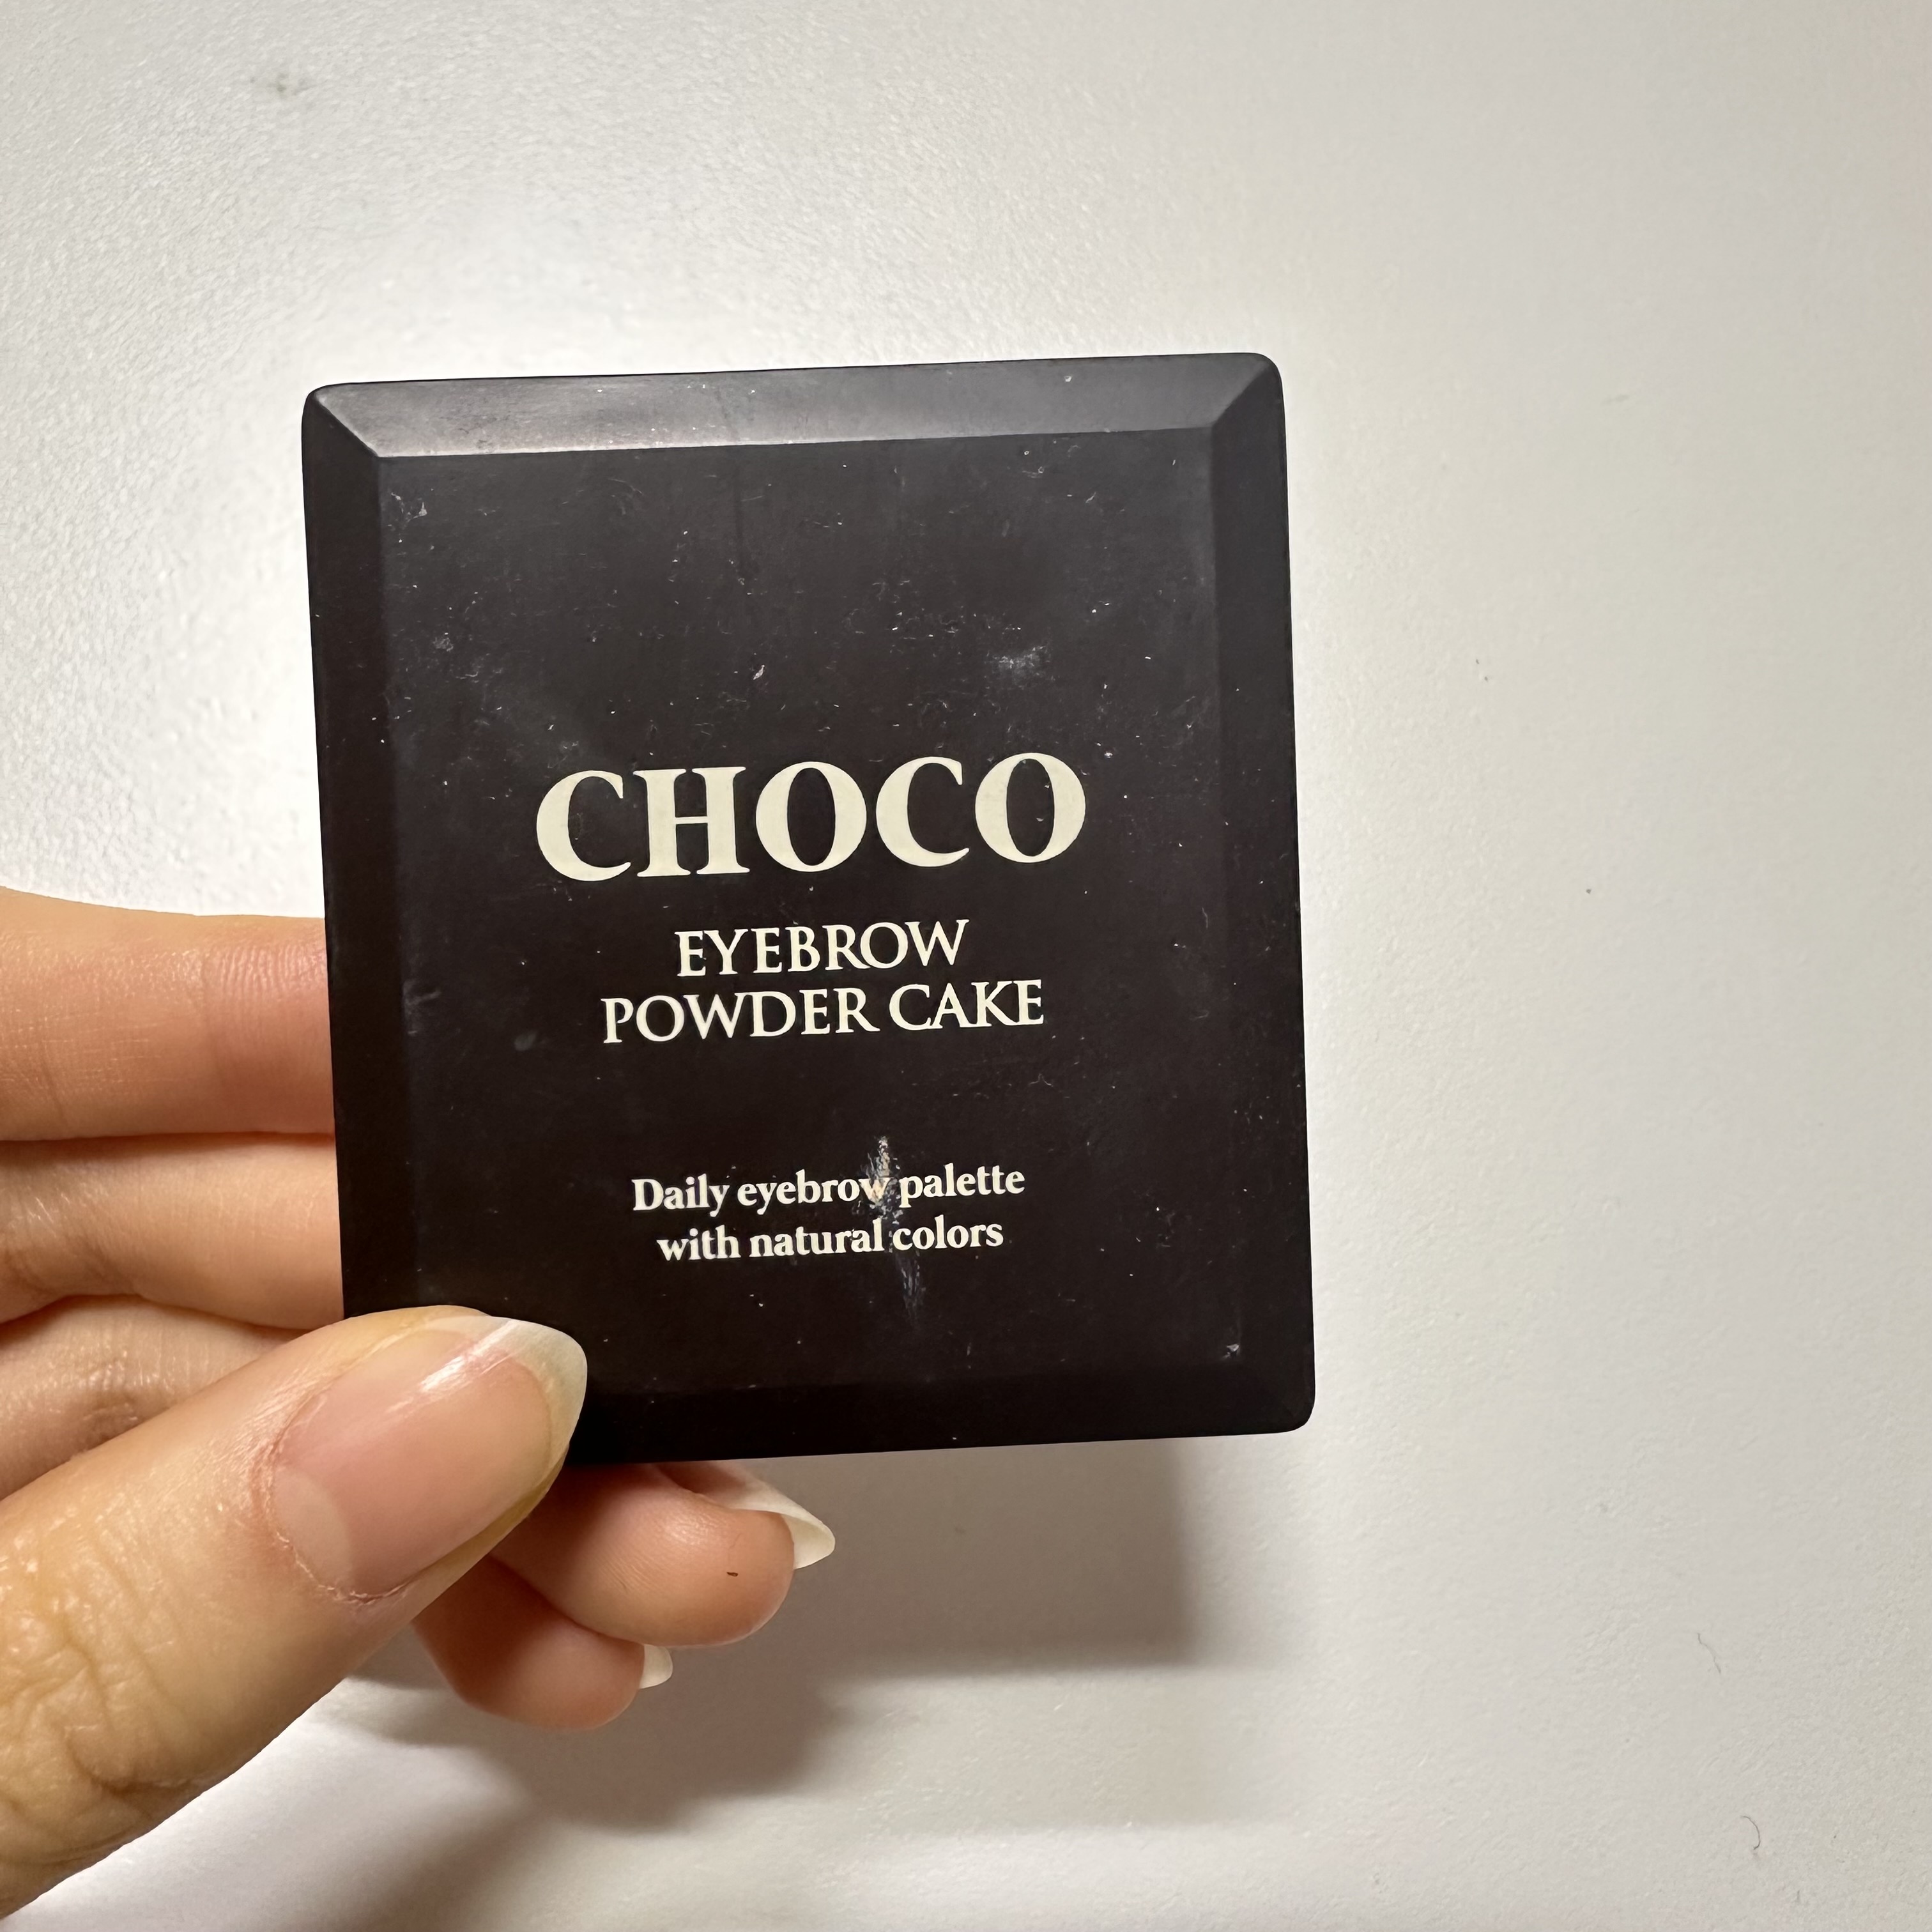 CHOCO
EYEBROW
POWDER CAKE
Daily eyebrow palette
with natural colors